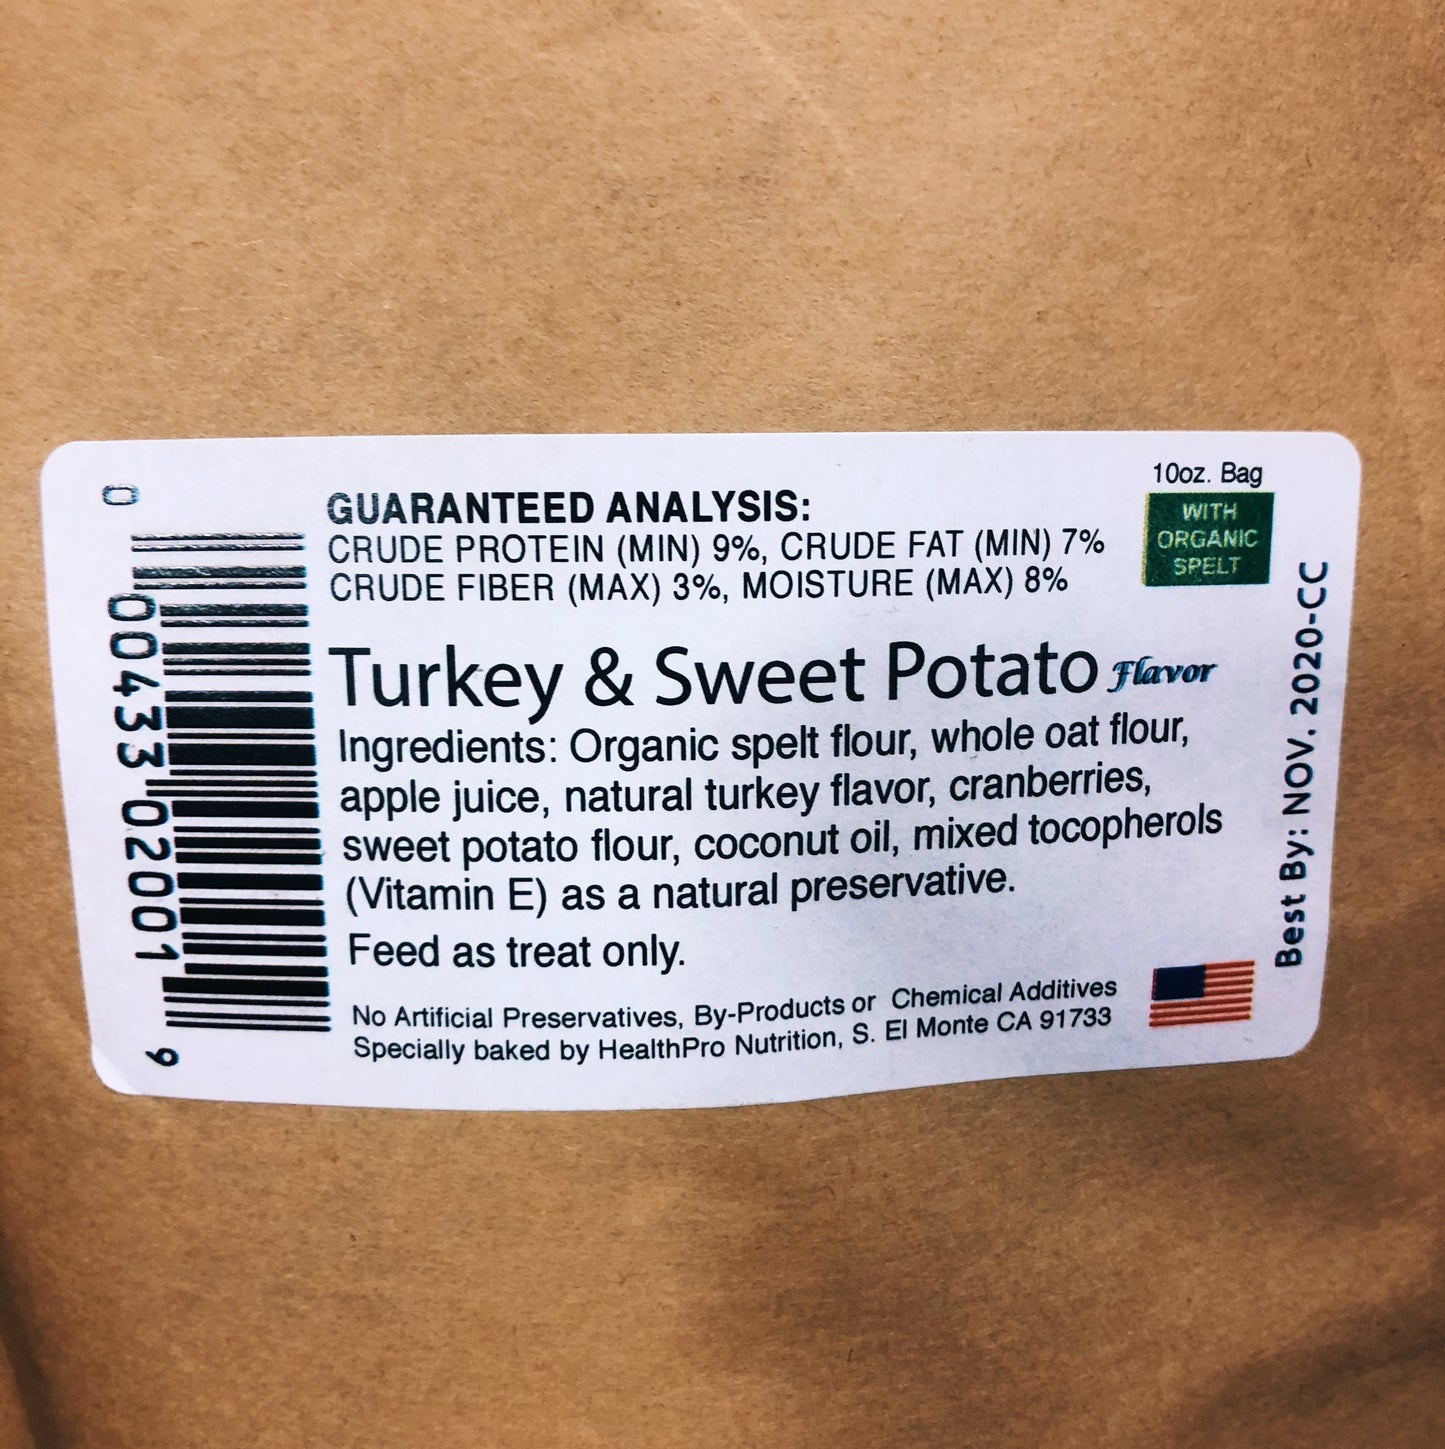 GUARANTEED ANALYSIS:
CRUDE PROTEIN (MIN) 9%, CRUDE FAT (MIN) 7%
CRUDE FIBER (MAX) 3%, MOISTURE (MAX) 8%
10oz. Bag
WITH
ORGANIC
SPELT
Turkey & Sweet Potato Flavor
Ingredients: Organic spelt flour, whole oat flour,
apple juice, natural turkey flavor, cranberries,
sweet potato flour, coconut oil, mixed tocopherols
(Vitamin E) as a natural preservative.
Feed as treat only.
No Artificial Preservatives, By-Products or Chemical Additives
Specially baked by HealthPro Nutrition, S. El Monte CA 91733
Best By: NOV. 2020-CC
0 00433 02001 9